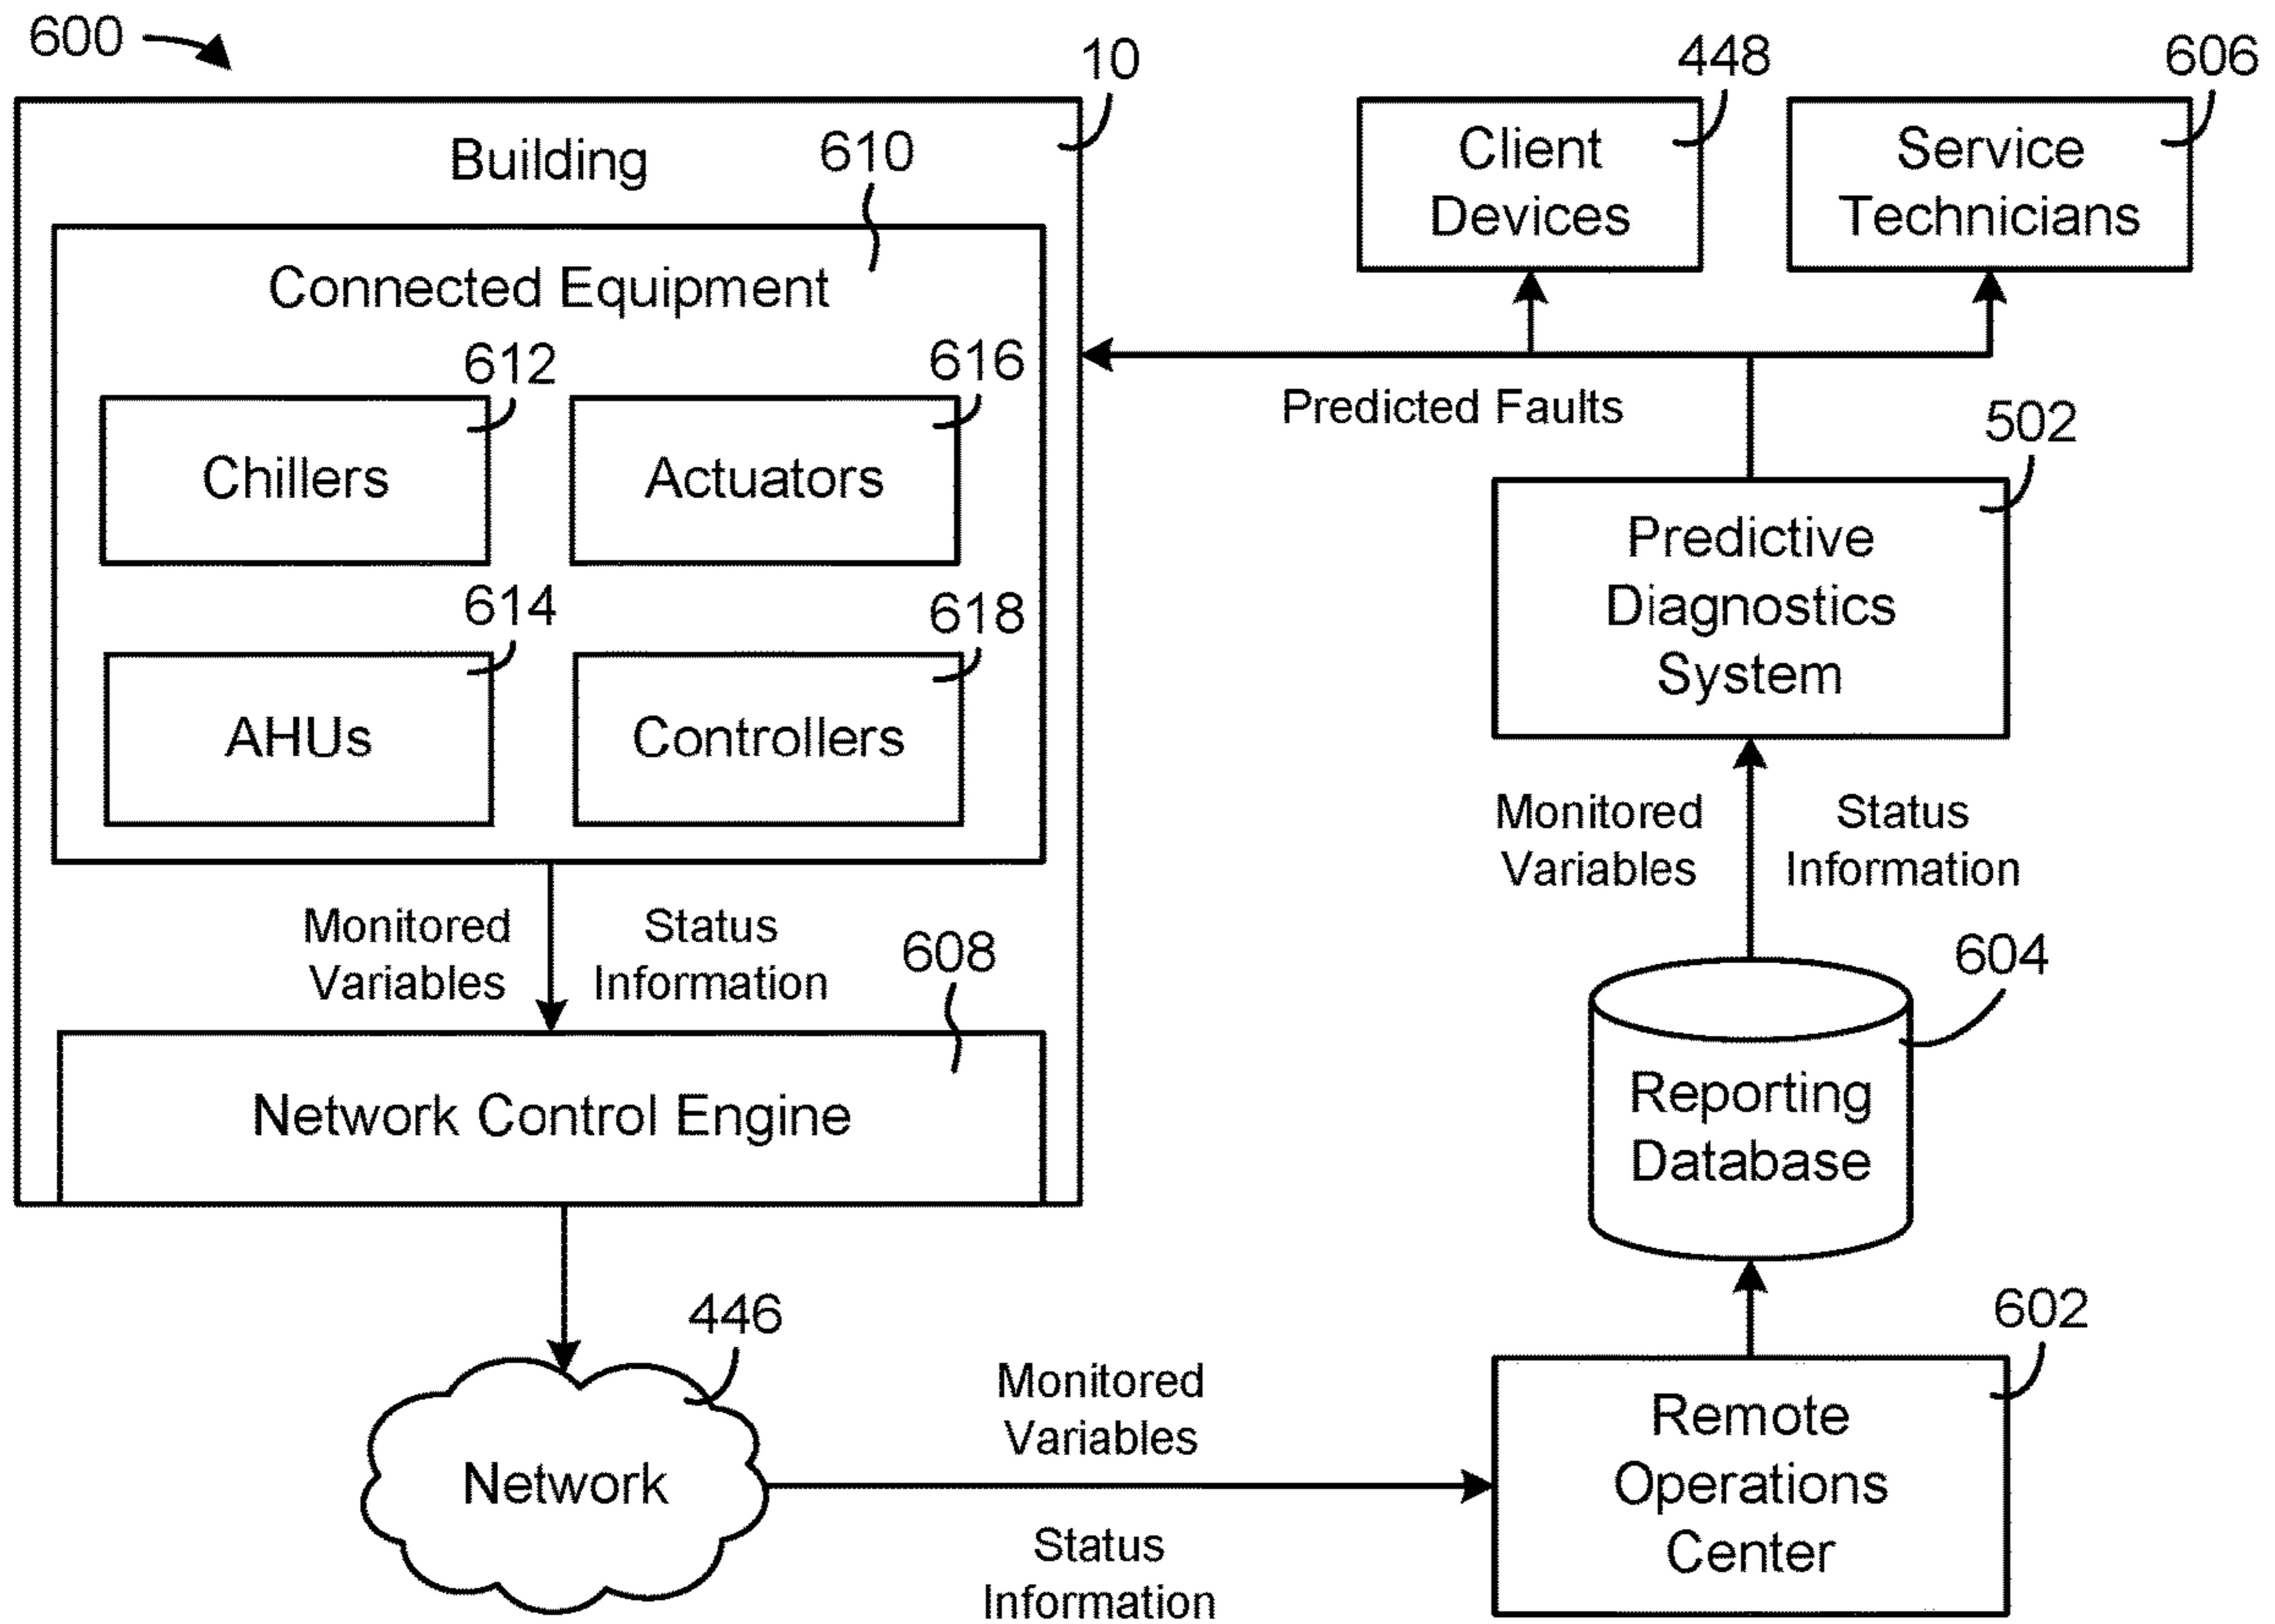 600
10
Building
610
Connected Equipment
612
Chillers
616
Actuators
614
AHUs
618
Controllers
Monitored
Variables
Status
Information
608
Network Control Engine
446
Network
Monitored
Variables
Status
Information
602
Remote
Operations
Center
604
Reporting
Database
Monitored
Variables
Status
Information
502
Predictive
Diagnostics
System
Predicted Faults
448
Client
Devices
606
Service
Technicians